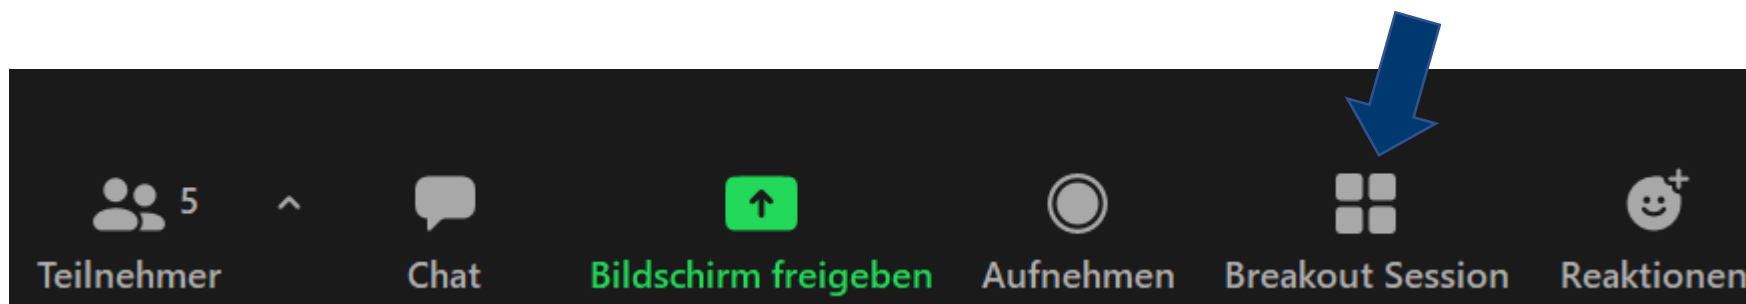 5
Teilnehmer
Chat
Bildschirm freigeben
Aufnehmen
Breakout Session
Reaktionen